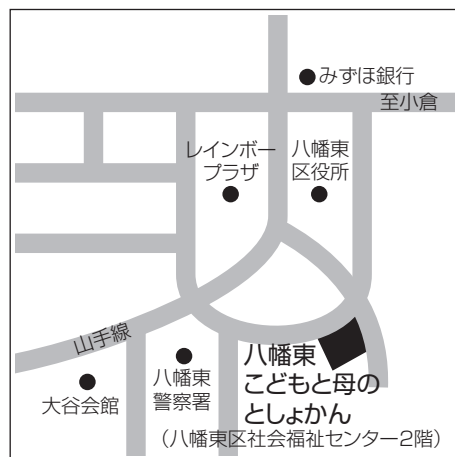 みずほ銀行
至小倉
レインボー
プラザ
八幡東
区役所
山手線
大谷会館
八幡東
警察署
八幡東
こどもと母の
としょかん
（八幡東区社会福祉センター2階）